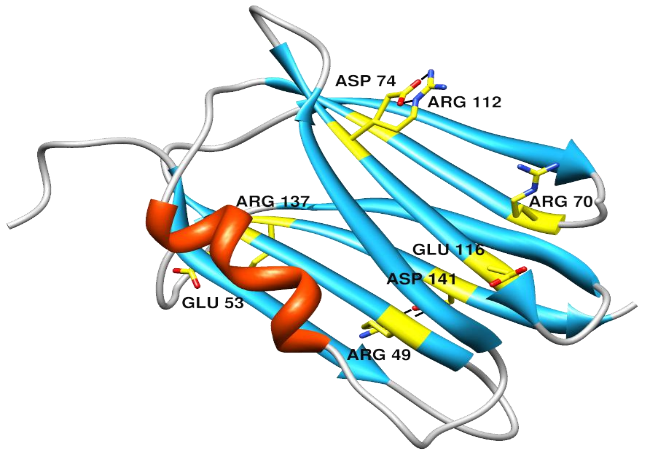 ASP 74
ARG 112
ARG 137
ARG 70
GLU 116
ASP 141
GLU 53
ARG 49